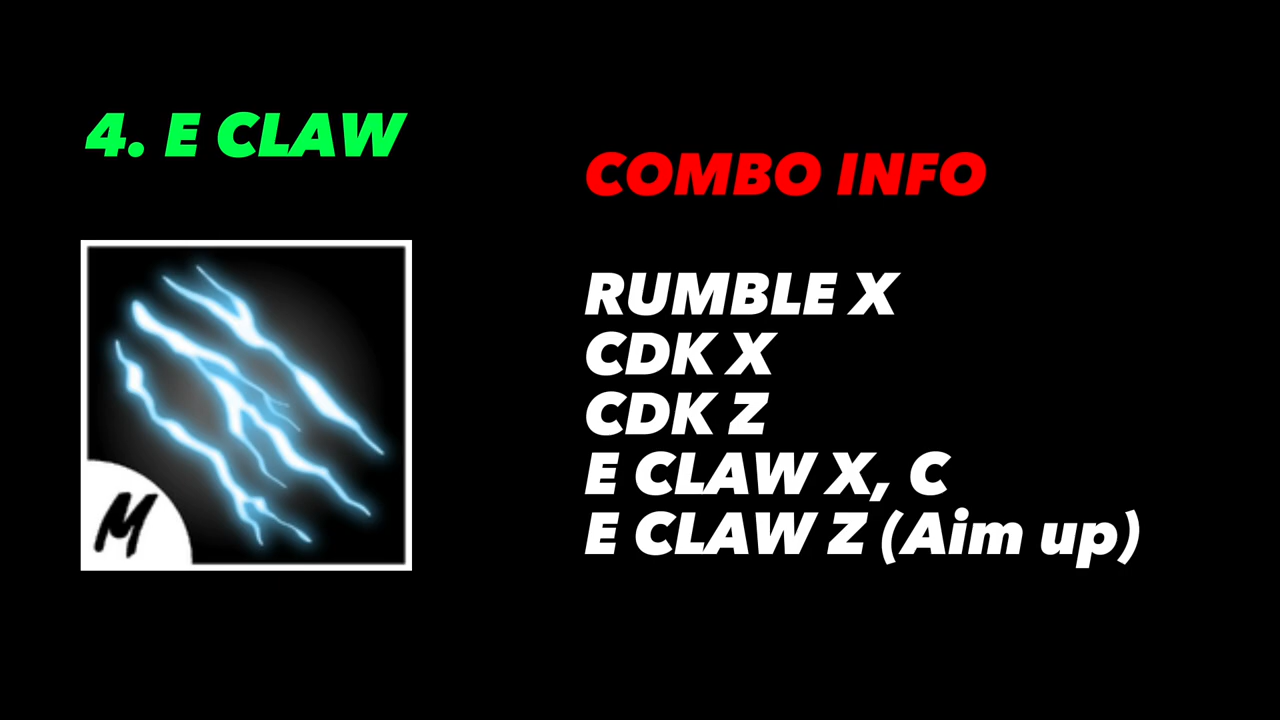 4. E CLAW
M
COMBO INFO
RUMBLE X
CDK X
CDK Z
E CLAW X, C
E CLAW Z (Aim up)